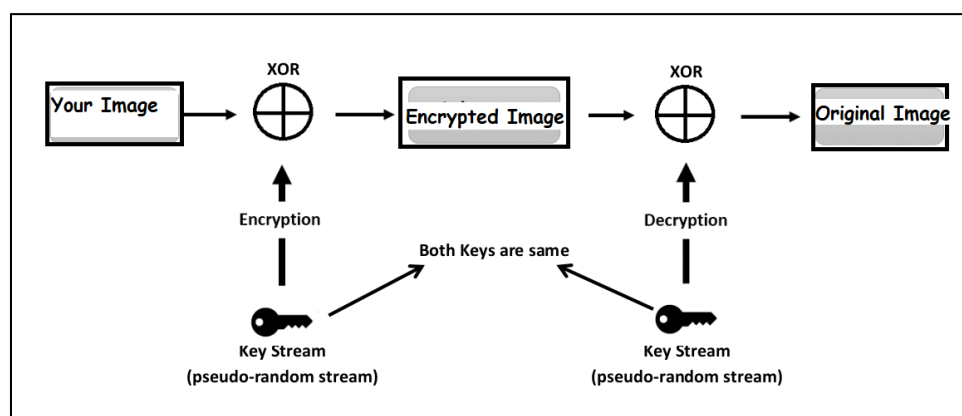 XOR
XOR
Your Image
Encrypted Image
Original Image
Encryption
Decryption
Both Keys are same
Key Stream
(pseudo-random stream)
Key Stream
(pseudo-random stream)